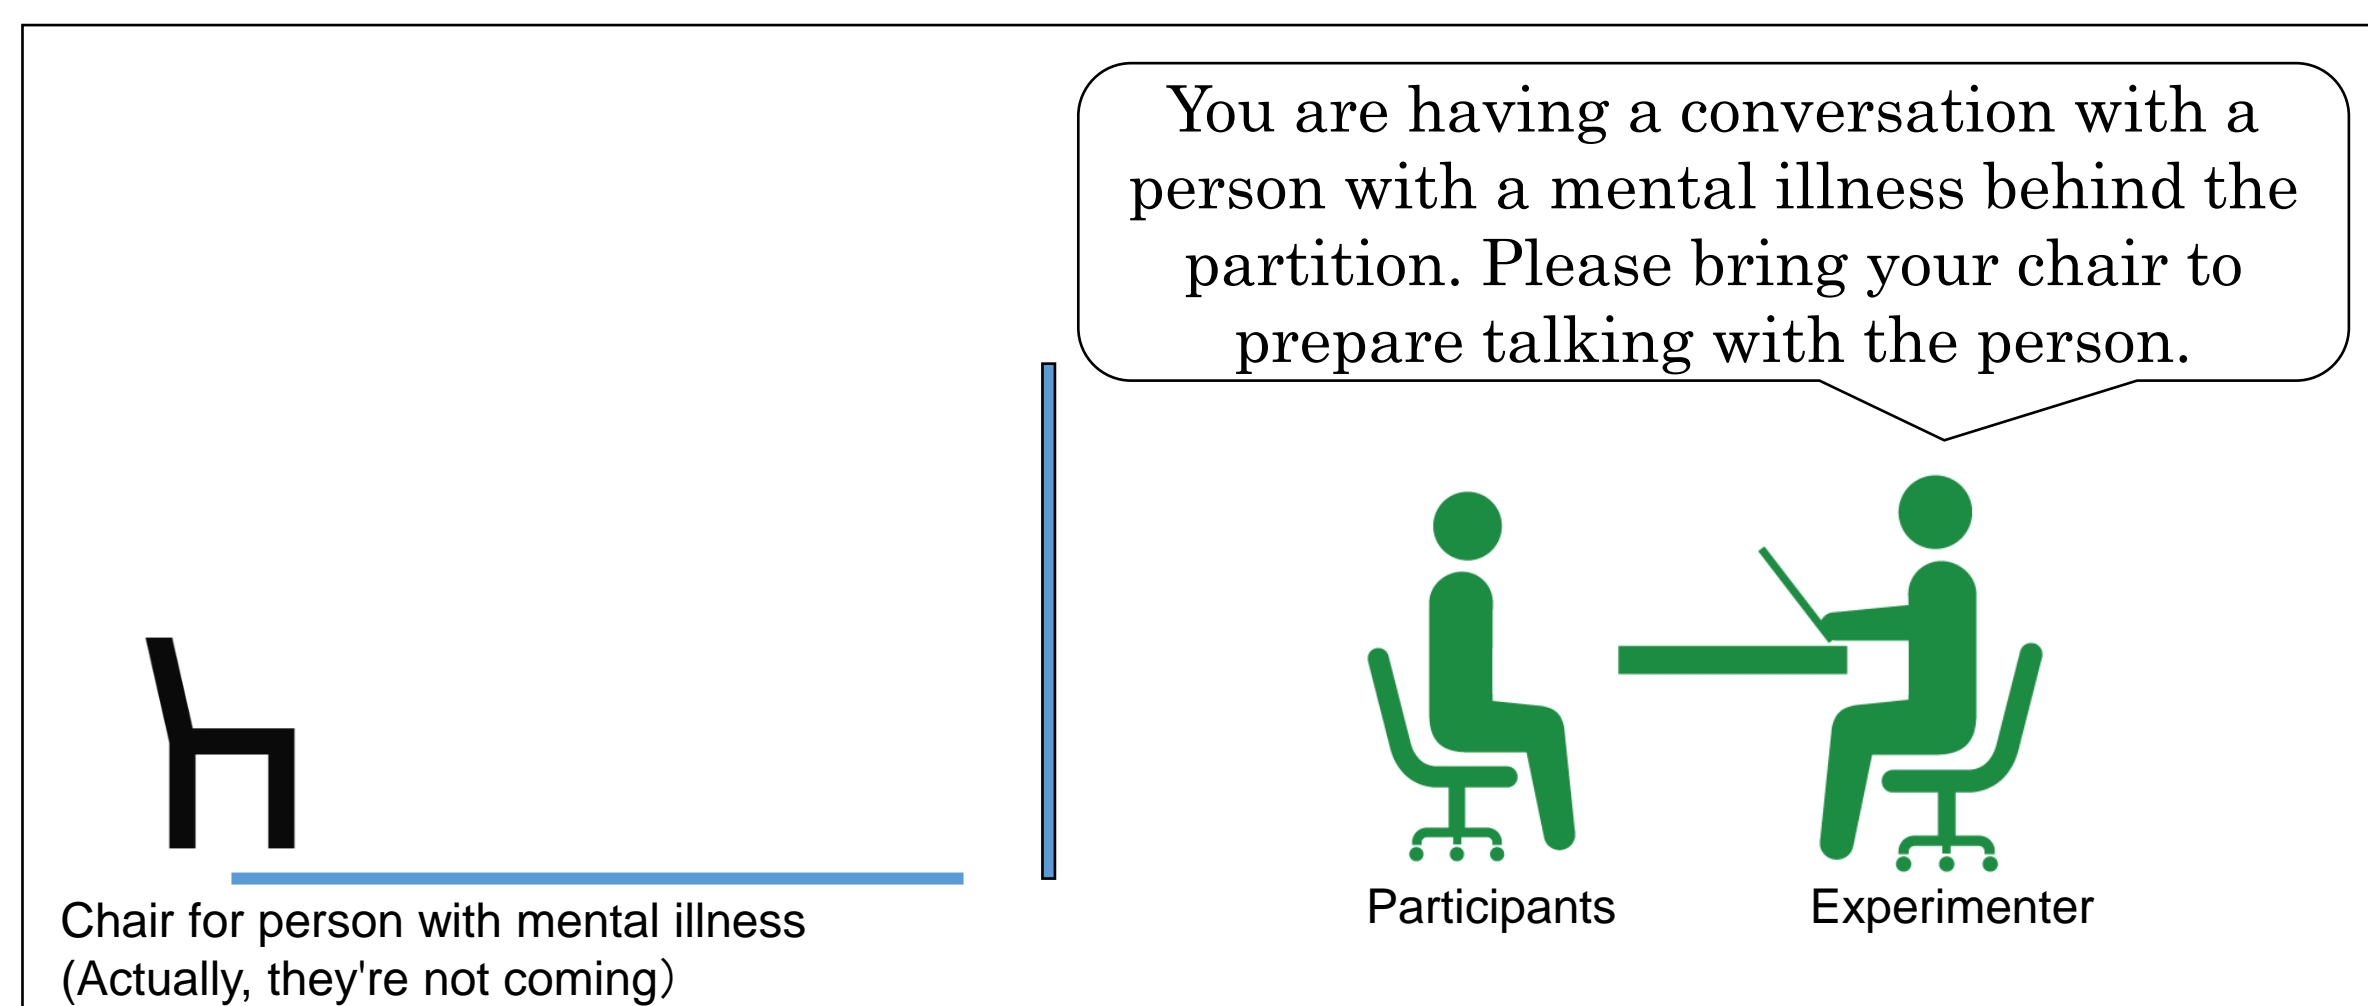 You are having a conversation with a
person with a mental illness behind the
partition. Please bring your chair to
prepare talking with the person.
Participants
Experimenter
Chair for person with mental illness
(Actually, they're not coming）